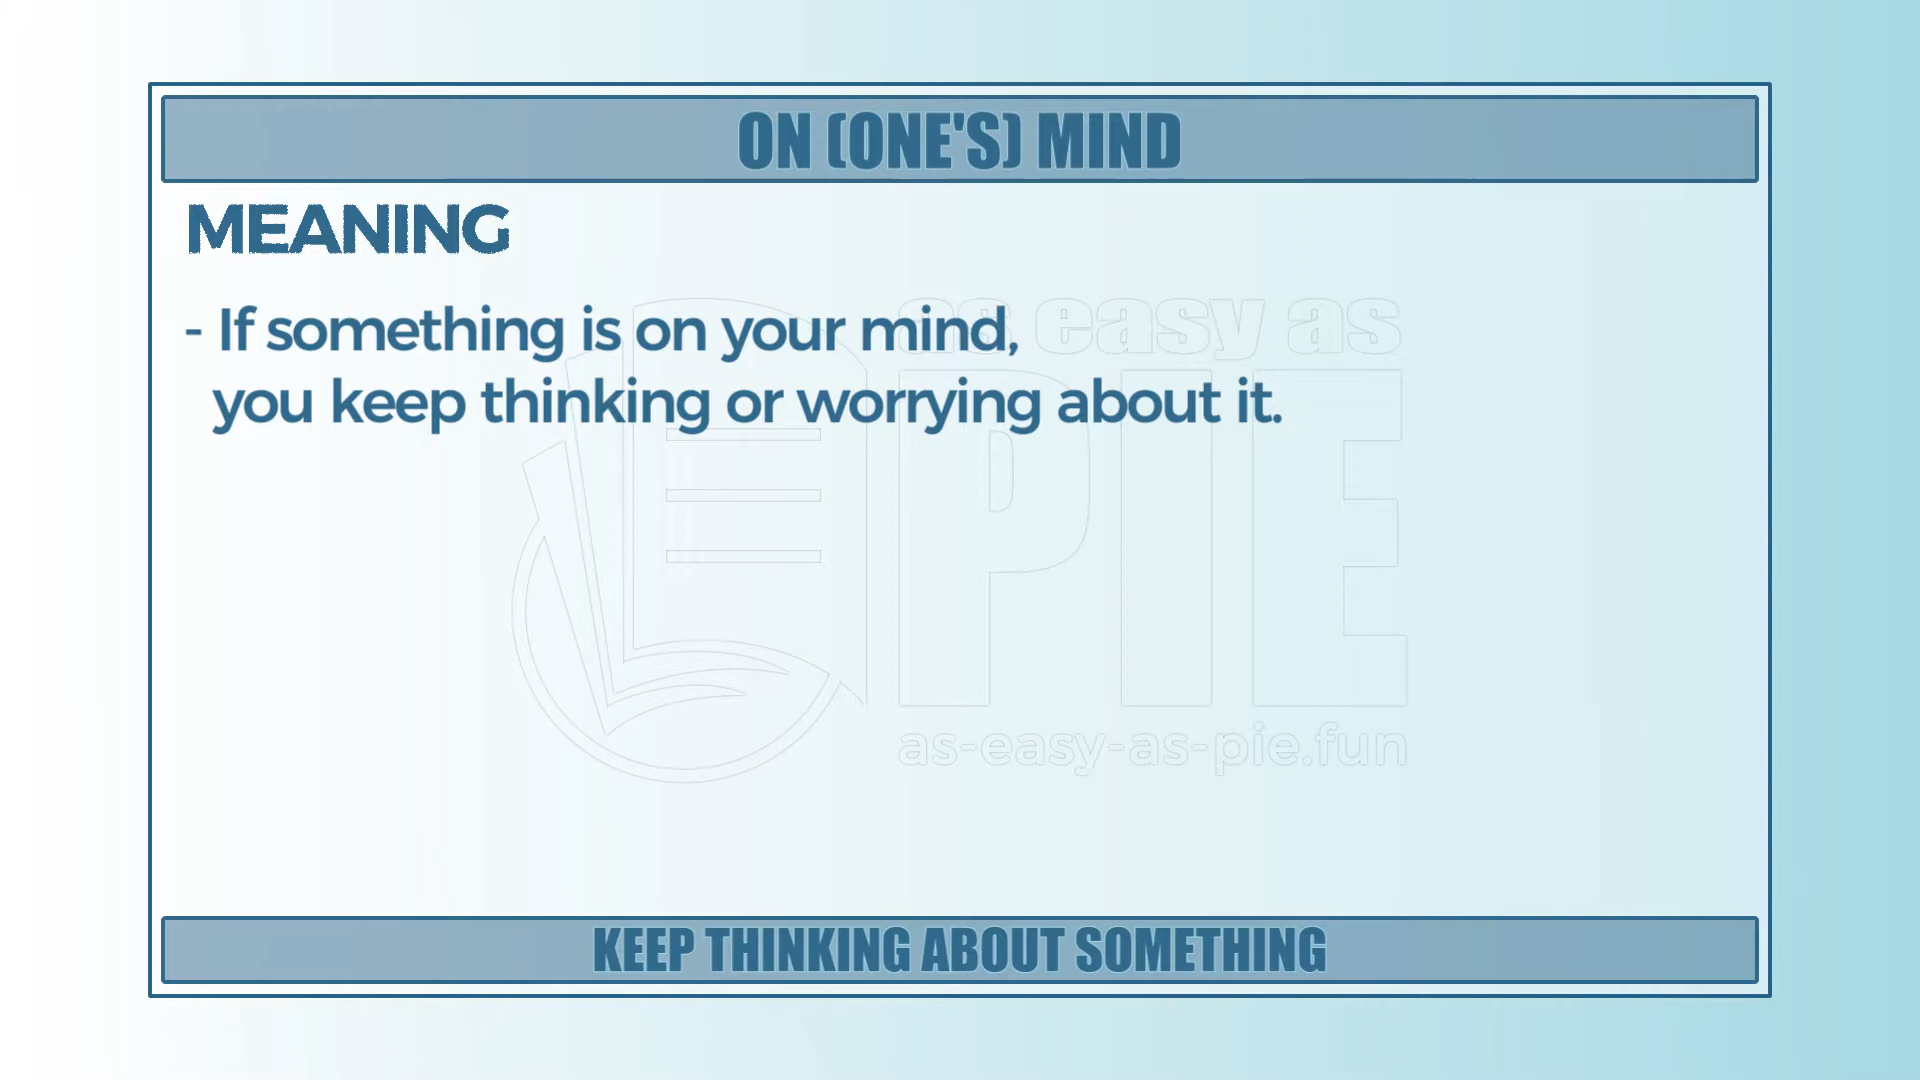 ON (ONE'S) MIND
MEANING
- If something is on your mind,
you keep thinking or worrying about it.
as easy as
PIE
as-easy-as-pie.fun
KEEP THINKING ABOUT SOMETHING